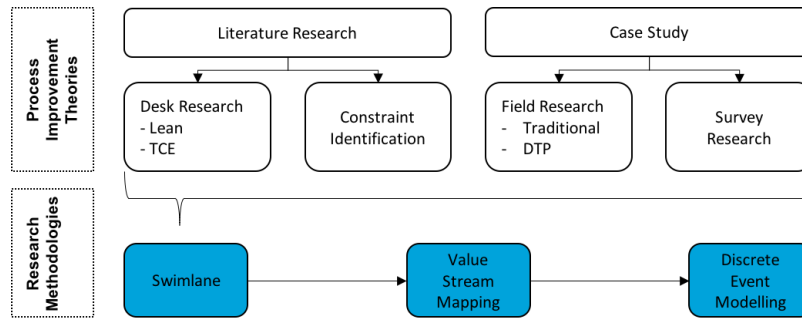 Process
Improvement
Theories
Literature Research
Case Study
Desk Research
- Lean
- TCE
Constraint
Identification
Field Research
- Traditional
- DTP
Survey
Research
Research
Methodologies
Swimlane
Value
Stream
Mapping
Discrete
Event
Modelling